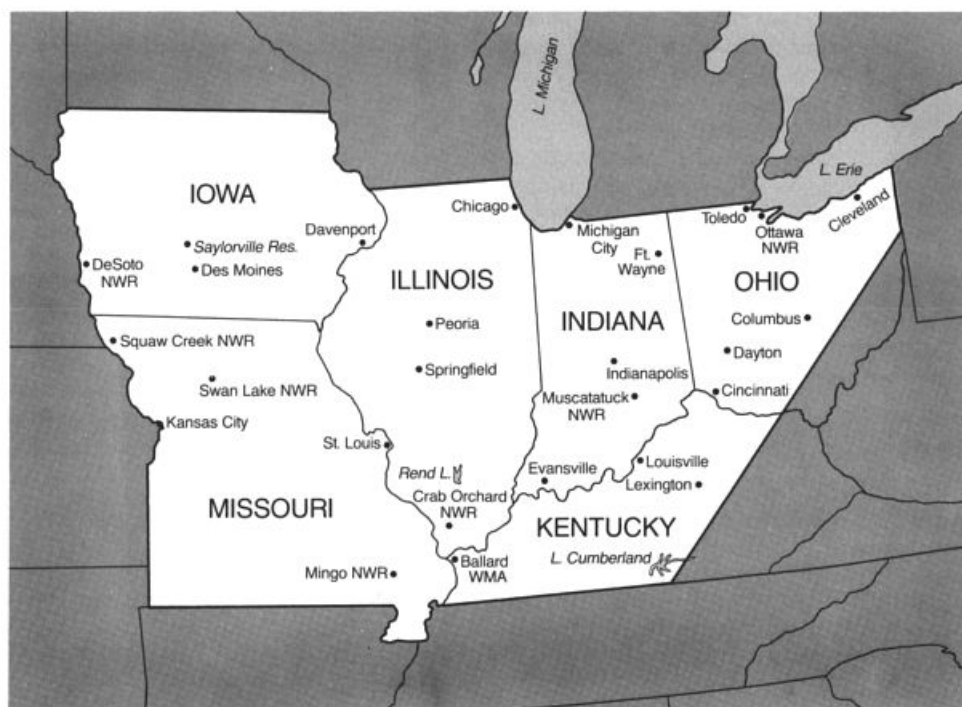 L. Michigan
L. Erie
IOWA
Chicago
Toledo
Cleveland
Michigan
City
Ottawa
NWR
Davenport
Saylorville Res.
Ft.
Wayne
DeSoto
NWR
Des Moines
ILLINOIS
OHIO
INDIANA
Columbus
Peoria
Squaw Creek NWR
Dayton
Springfield
Indianapolis
Swan Lake NWR
Muscatatuck
NWR
Cincinnati
Kansas City
St. Louis
Louisville
Rend L.
Evansville
Lexington
Crab Orchard
NWR
MISSOURI
KENTUCKY
L. Cumberland
Ballard
WMA
Mingo NWR